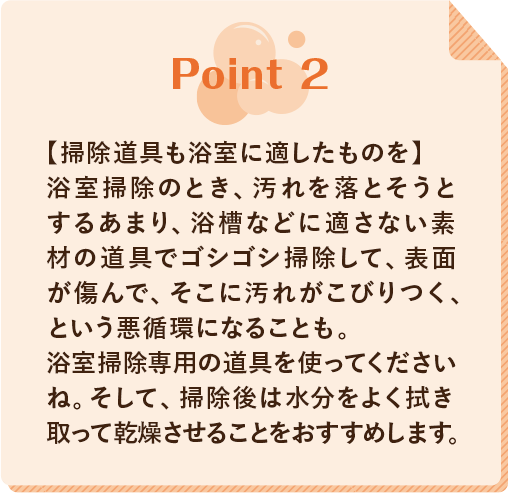 Point 2
【掃除道具も浴室に適したものを】
浴室掃除のとき、汚れを落とそうと
するあまり、浴槽などに適さない素
材の道具でゴシゴシ掃除して、表面
が傷んで、そこに汚れがこびりつく、
という悪循環になることも。
浴室掃除専用の道具を使ってください
ね。そして、掃除後は水分をよく拭き
取って乾燥させることをおすすめします。